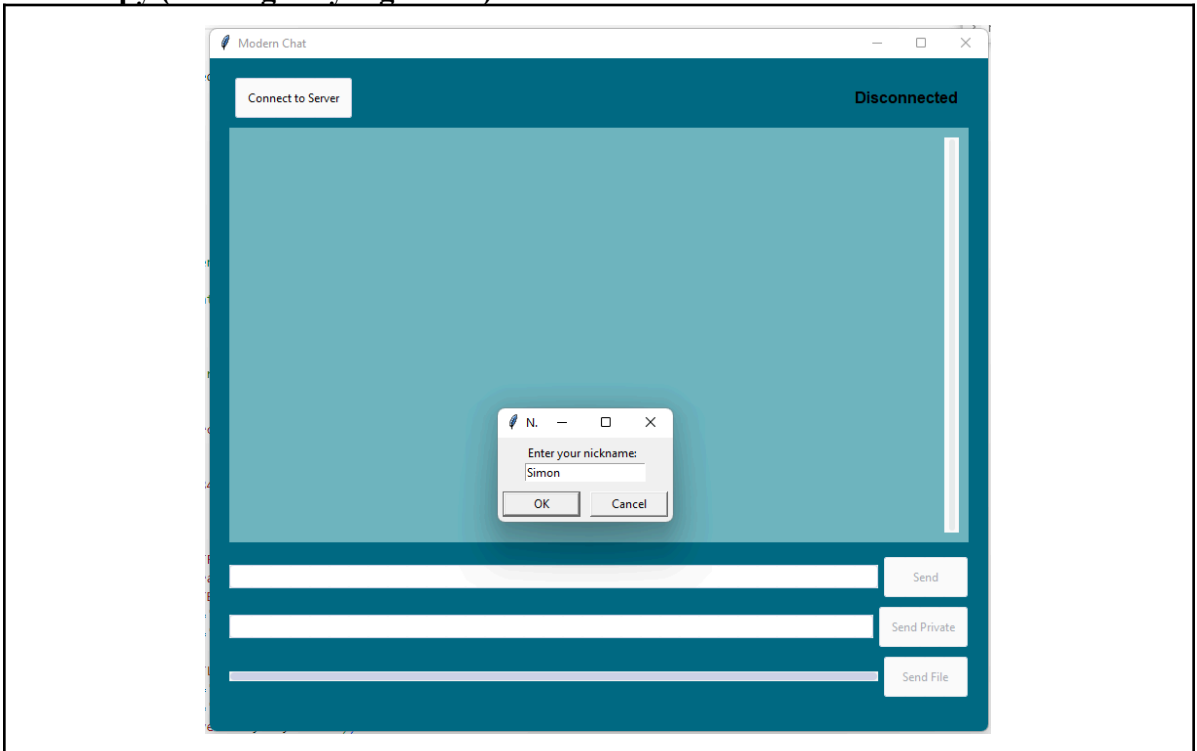 Modern Chat
Connect to Server
Disconnected
N.
Enter your nickname:
Simon
OK
Cancel
Send
Send Private
Send File